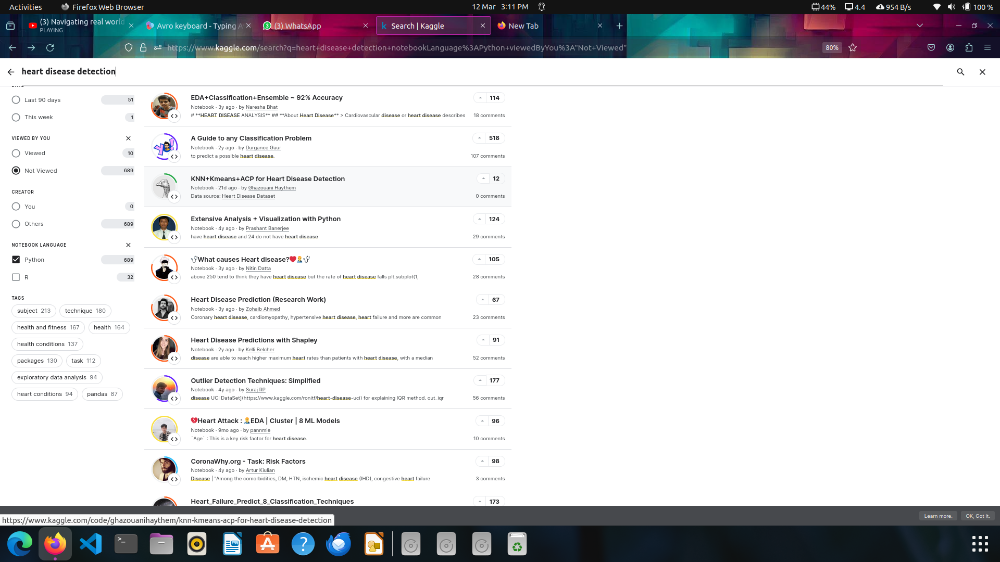 Activities
Firefox Web Browser
12 Mar 3:11 PM
44%
4.4
954 B/s
100 %
(3) Navigating real world
PLAYING
Avro keyboard - Typing A
(3) WhatsApp
Search | Kaggle
New Tab
https://www.kaggle.com/search?q=heart+disease+detection+notebookLanguage%3APython+viewedByYou%3A"Not+Viewed"
80%
heart disease detection
Last 90 days 51
This week 1
VIEWED BY YOU
Viewed 10
Not Viewed 689
CREATOR
You 0
Others 689
NOTEBOOK LANGUAGE
Python 689
R 32
TAGS
subject 213
technique 180
health and fitness 167
health 164
health conditions 137
packages 130
task 112
exploratory data analysis 94
heart conditions 94
pandas 87
EDA+Classification+Ensemble ~ 92% Accuracy
114
Notebook · 3y ago · by Naresha Bhat
# **HEART DISEASE ANALYSIS** ## **About Heart Disease** > Cardiovascular disease or heart disease describes
18 comments
A Guide to any Classification Problem
518
Notebook · 2y ago · by Durgance Gaur
to predict a possible heart disease.
107 comments
KNN+Kmeans+ACP for Heart Disease Detection
12
Notebook · 21d ago · by Ghazouani Haythem
Data source: Heart Disease Dataset
0 comments
Extensive Analysis + Visualization with Python
124
Notebook · 4y ago · by Prashant Banerjee
have heart disease and 24 do not have heart disease
29 comments
🩺What causes Heart disease?❤️🧑‍⚕️🩺
105
Notebook · 3y ago · by Nitin Datta
above 250 tend to think they have heart disease but the rate of heart disease falls plt.subplot(1,
28 comments
Heart Disease Prediction (Research Work)
67
Notebook · 3y ago · by Zohaib Ahmed
Coronary heart disease, cardiomyopathy, hypertensive heart disease, heart failure and more are common
23 comments
Heart Disease Predictions with Shapley
91
Notebook · 2y ago · by Kelli Belcher
disease are able to reach higher maximum heart rates than patients with heart disease, with a median
52 comments
Outlier Detection Techniques: Simplified
177
Notebook · 4y ago · by Suraj RP
disease UCI DataSet](https://www.kaggle.com/ronitf/heart-disease-uci) for explaining IQR method. out_iqr
56 comments
💔Heart Attack : 🧑‍⚕️EDA | Cluster | 8 ML Models
96
Notebook · 9mo ago · by pannmie
`Age` : This is a key risk factor for heart disease.
10 comments
CoronaWhy.org - Task: Risk Factors
98
Notebook · 4y ago · by Artur Kiulian
Disease | "Among the comorbidities, DM, HTN, ischemic heart disease (IHD), congestive heart failure
3 comments
Heart_Failure_Predict_8_Classification_Techniques
173
Learn more.
OK, Got it.
https://www.kaggle.com/code/ghazouanihaythem/knn-kmeans-acp-for-heart-disease-detection